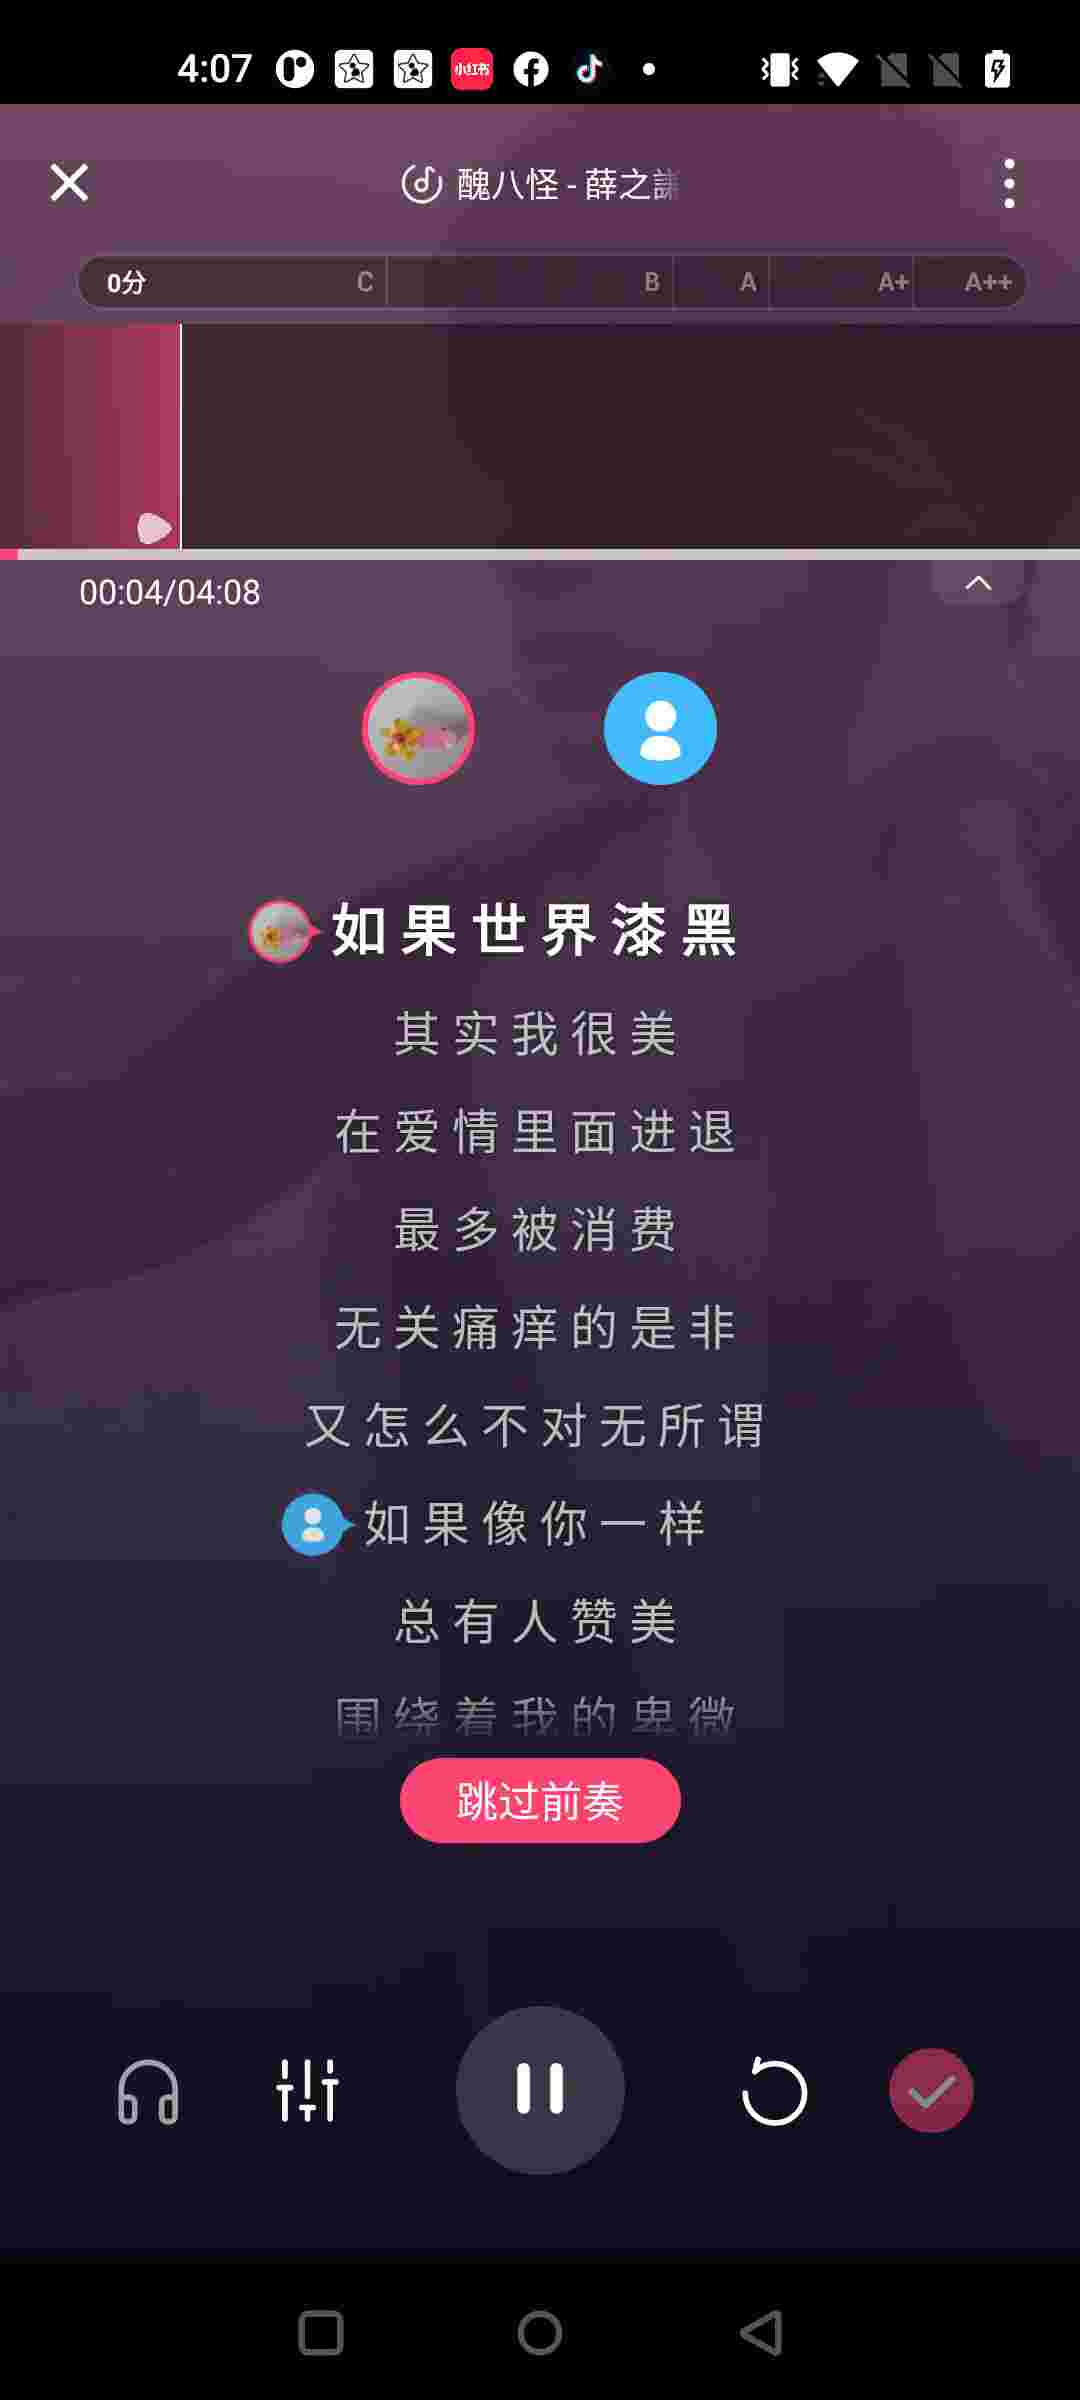 4:07
小红书
醜八怪 - 薛之謙
0分 C B A A+ A++
00:04/04:08
如果世界漆黑
其实我很美
在爱情里面进退
最多被消费
无关痛痒的是非
又怎么不对无所谓
如果像你一样
总有人赞美
围绕着我的卑微
跳过前奏